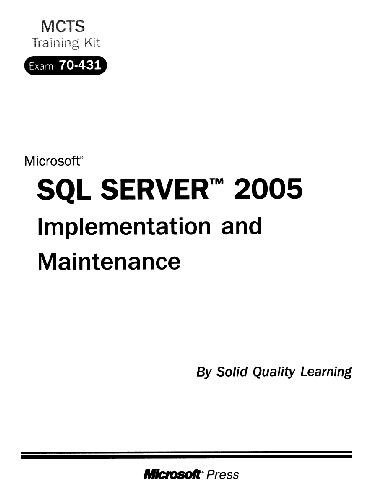 MCTS
Training Kit
Exam 70-431
Microsoft®
SQL SERVER™ 2005
Implementation and
Maintenance
By Solid Quality Learning
Microsoft® Press